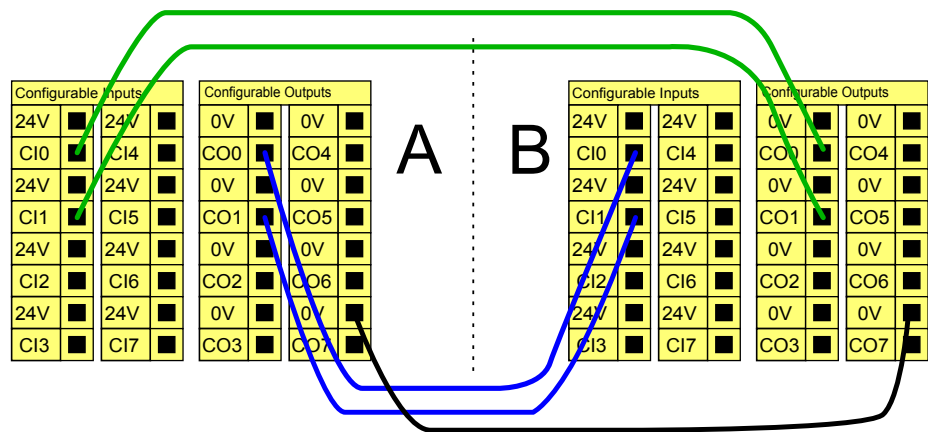 Configurable Inputs
24V 24V
CI0 CI4
24V 24V
CI1 CI5
24V 24V
CI2 CI6
24V 24V
CI3 CI7
Configurable Outputs
0V 0V
CO0 CO4
0V 0V
CO1 CO5
0V 0V
CO2 CO6
0V 0V
CO3 CO7
A
B
Configurable Inputs
24V 24V
CI0 CI4
24V 24V
CI1 CI5
24V 24V
CI2 CI6
24V 24V
CI3 CI7
Configurable Outputs
0V 0V
CO0 CO4
0V 0V
CO1 CO5
0V 0V
CO2 CO6
0V 0V
CO3 CO7